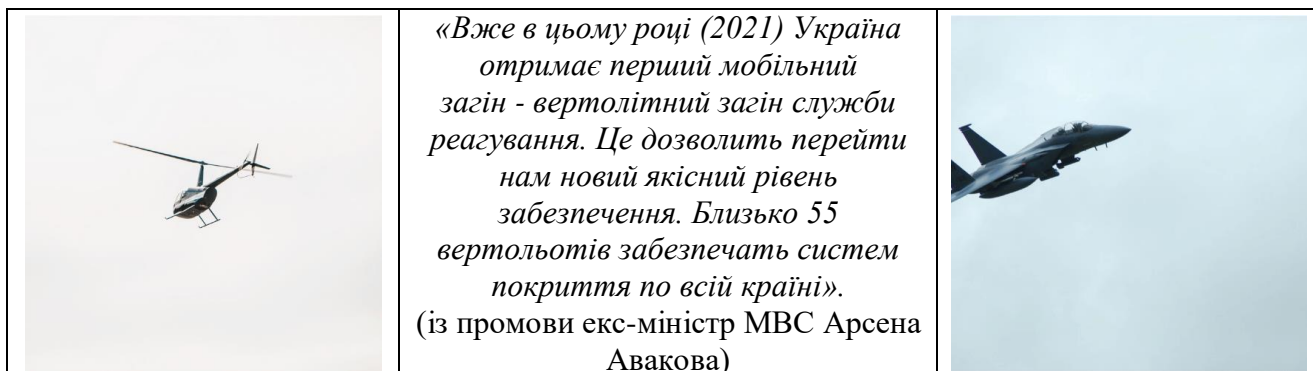 «Вже в цьому році (2021) Україна
отримає перший мобільний
загін - вертолітний загін служби
реагування. Це дозволить перейти
нам новий якісний рівень
забезпечення. Близько 55
вертольотів забезпечать систем
покриття по всій країні».
(із промови екс-міністр МВС Арсена
Авакова)